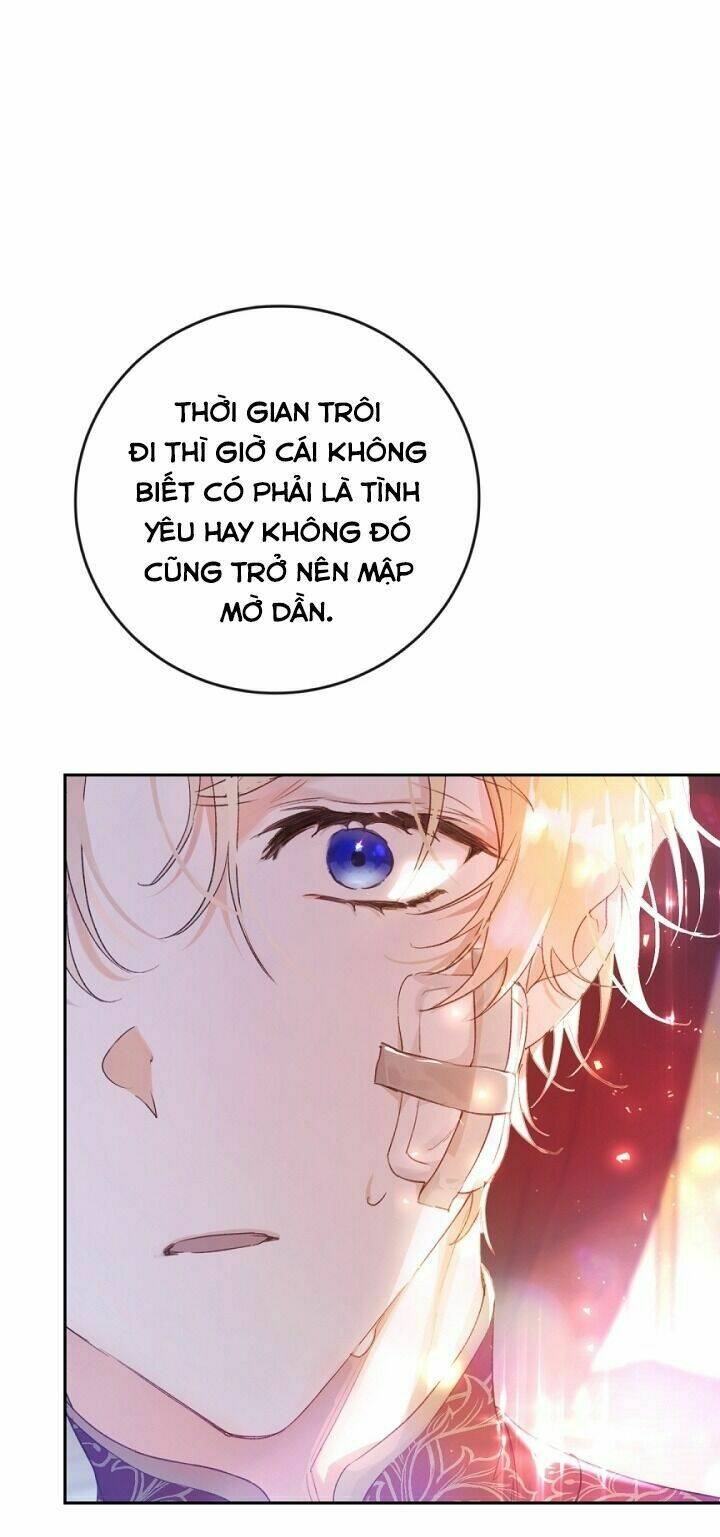 THỜI GIAN TRÔI
ĐI THÌ GIỜ CÁI KHÔNG
BIẾT CÓ PHẢI LÀ TÌNH
YÊU HAY KHÔNG ĐÓ
CŨNG TRỞ NÊN MẬP
MỜ DẦN.